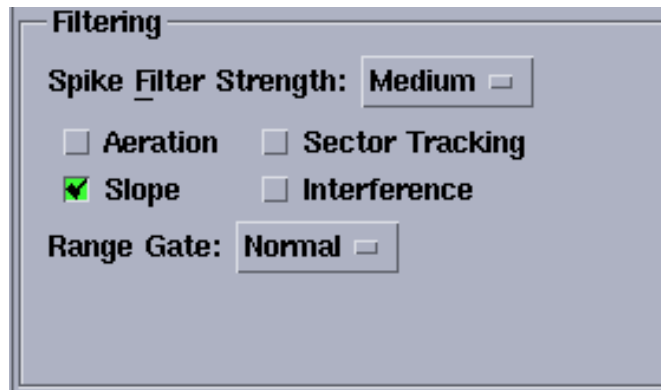 Filtering
Spike Filter Strength: Medium
Aeration Sector Tracking
Slope Interference
Range Gate: Normal